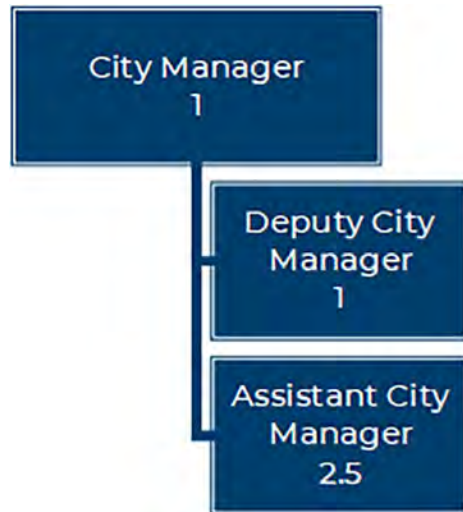 City Manager
1
Deputy City
Manager
1
Assistant City
Manager
2.5